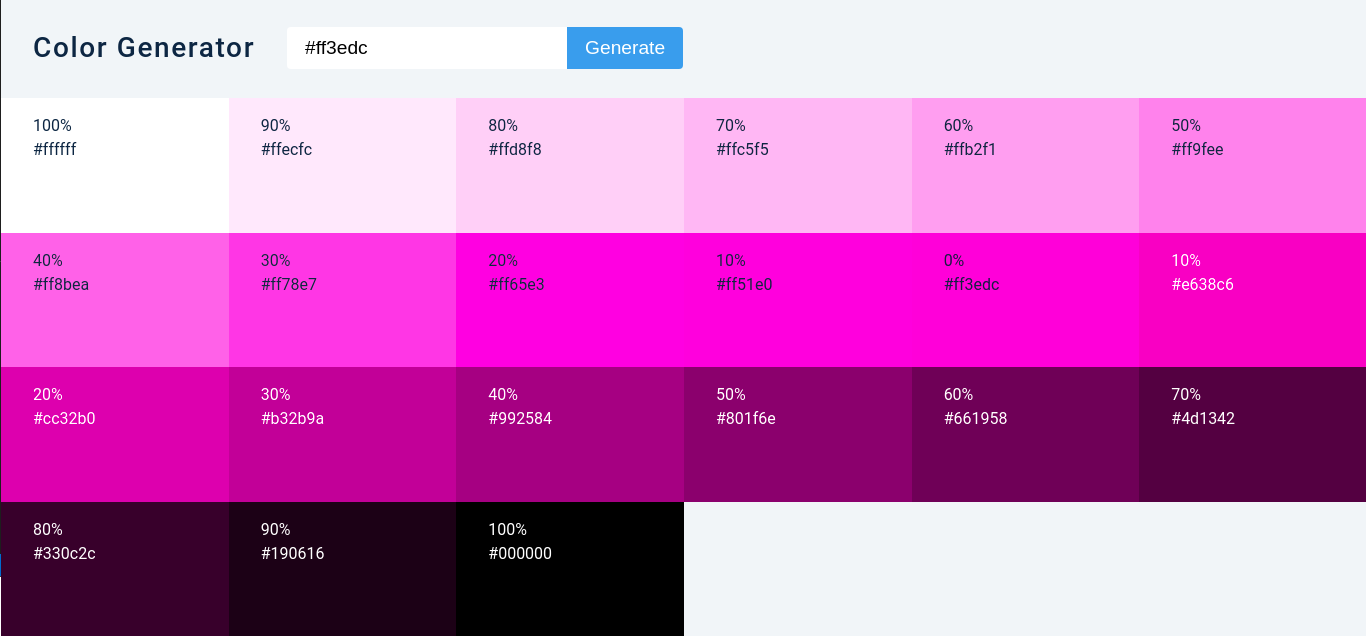 Color Generator
#ff3edc
Generate
100%
#ffffff
90%
#ffecfc
80%
#ffd8f8
70%
#ffc5f5
60%
#ffb2f1
50%
#ff9fee
40%
#ff8bea
30%
#ff78e7
20%
#ff65e3
10%
#ff51e0
0%
#ff3edc
10%
#e638c6
20%
#cc32b0
30%
#b32b9a
40%
#992584
50%
#801f6e
60%
#661958
70%
#4d1342
80%
#330c2c
90%
#190616
100%
#000000